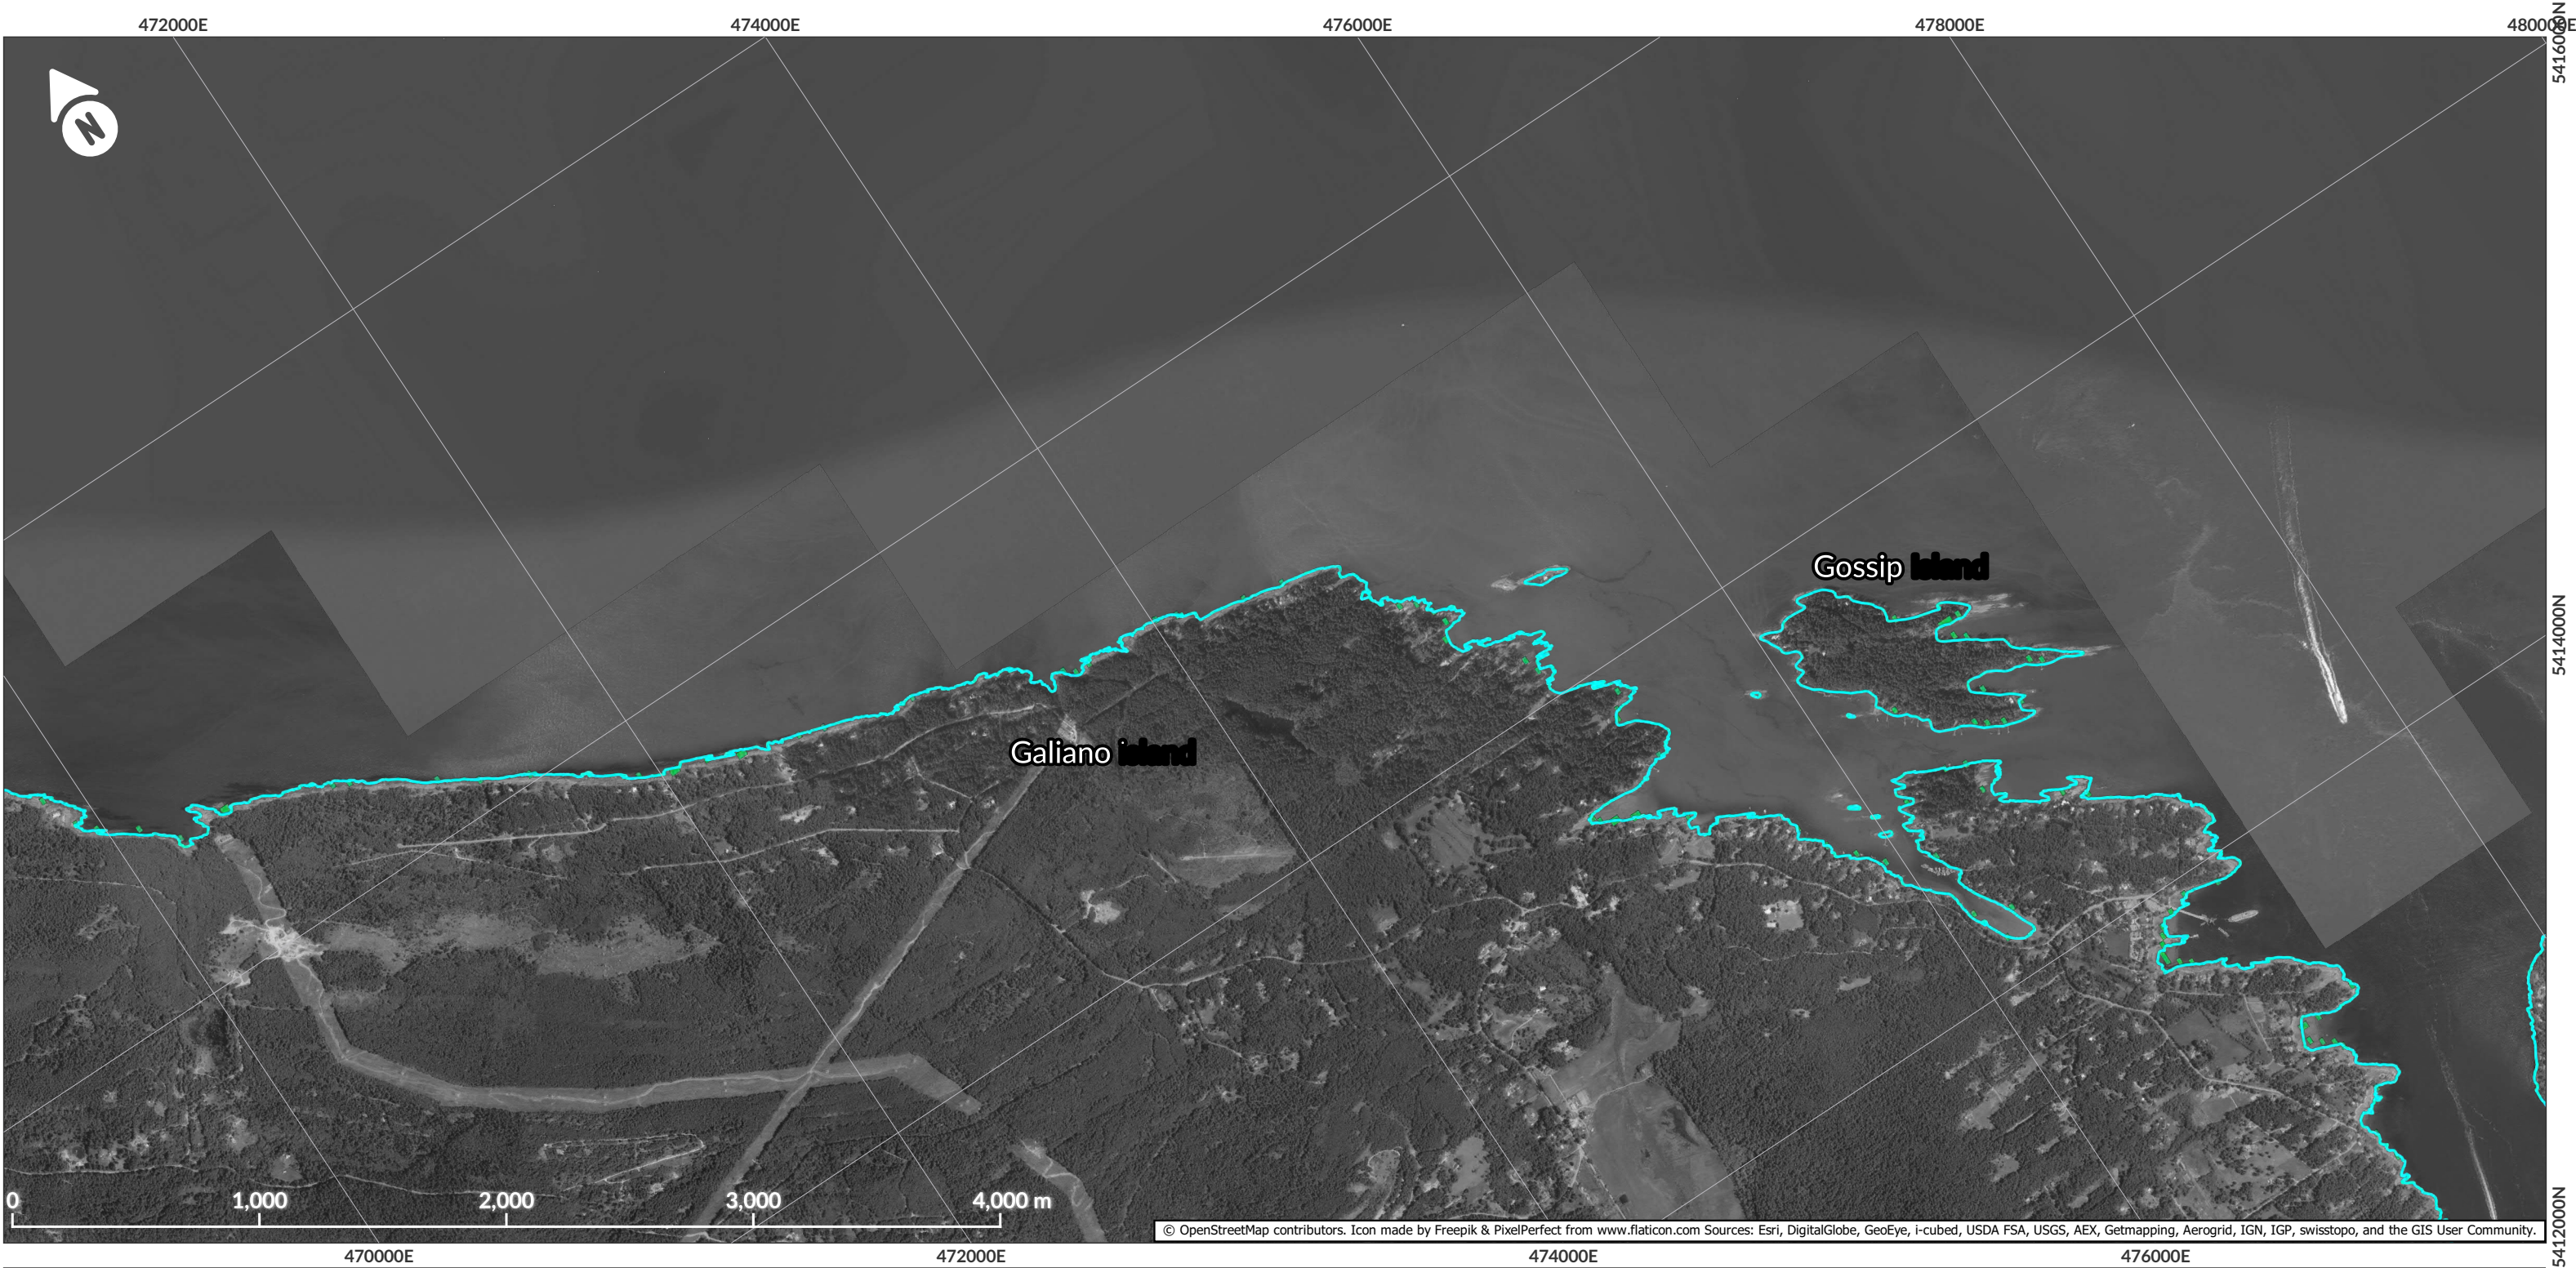 472000E 474000E 476000E 478000E 480000E
5416000N
N
Gossip Island
5414000N
Galiano island
0 1,000 2,000 3,000 4,000 m
© OpenStreetMap contributors. Icon made by Freepik & PixelPerfect from www.flaticon.com Sources: Esri, DigitalGlobe, GeoEye, i-cubed, USDA FSA, USGS, AEX, Getmapping, Aerogrid, IGN, IGP, swisstopo, and the GIS User Community.
5412000N
470000E 472000E 474000E 476000E